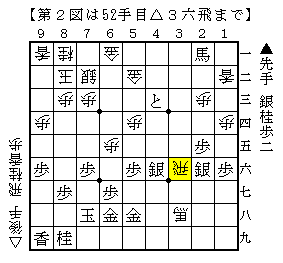 【第２図は52手目△３六飛まで】
９ ８ ７ ６ ５ ４ ３ ２ １
香 桂 金 馬 一
玉 銀 金 香 二
歩 歩 と 歩 三
歩 歩 歩 四
歩 歩 五
歩 歩 歩 銀 飛 銀 歩 六
歩 歩 七
玉 金 金 馬 八
香 桂 九
▲先手 銀桂歩二
△後手 飛桂香歩